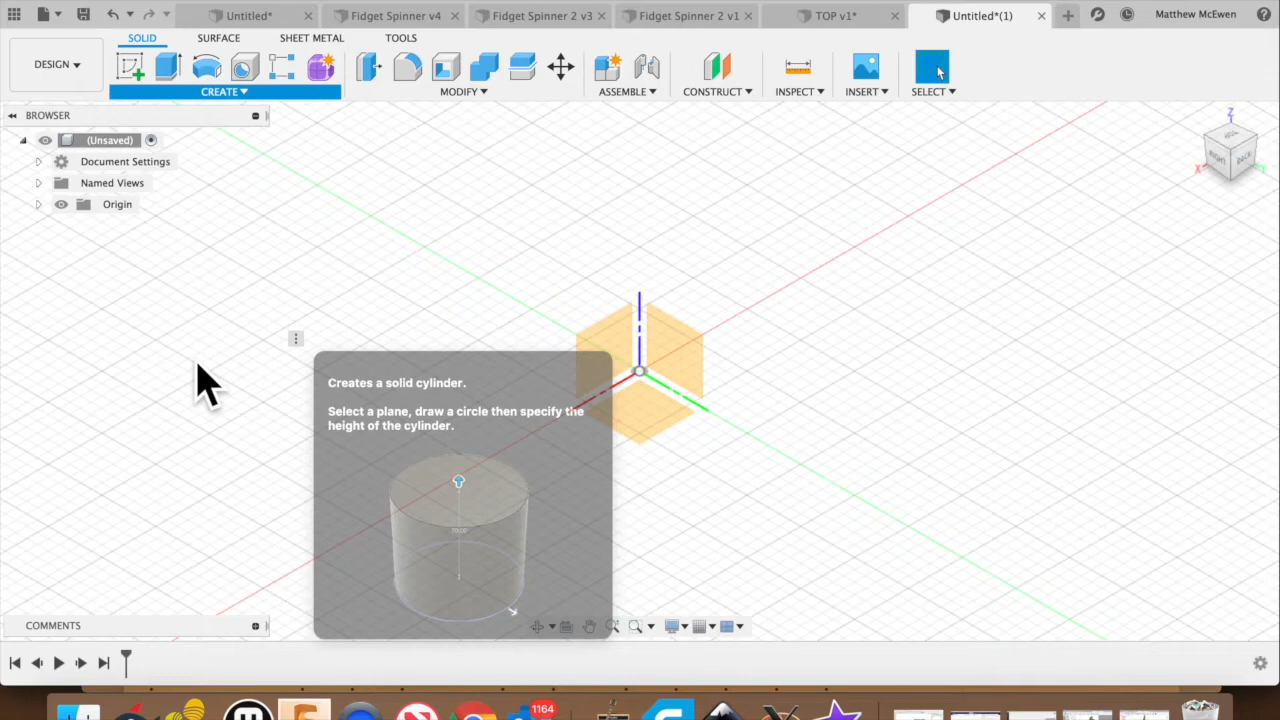 Untitled*
Fidget Spinner v4
Fidget Spinner 2 v3
Fidget Spinner 2 v1
TOP v1*
Untitled*(1)
Matthew McEwen
DESIGN
SOLID
SURFACE
SHEET METAL
TOOLS
CREATE
MODIFY
ASSEMBLE
CONSTRUCT
INSPECT
INSERT
SELECT
BROWSER
(Unsaved)
Document Settings
Named Views
Origin
Z
X
RIGHT
BACK
Creates a solid cylinder.
Select a plane, draw a circle then specify the
height of the cylinder.
COMMENTS
1164